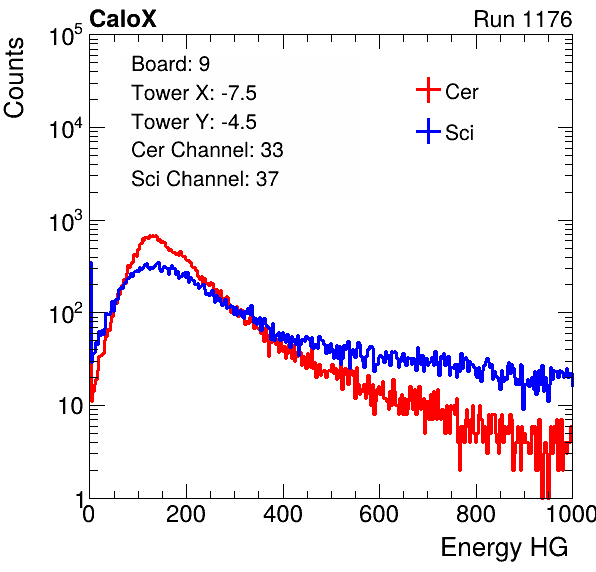 CaloX Run 1176
Counts
10^5
10^4
10^3
10^2
10
1
Board: 9
Tower X: -7.5
Tower Y: -4.5
Cer Channel: 33
Sci Channel: 37
Cer
Sci
0 200 400 600 800 1000
Energy HG